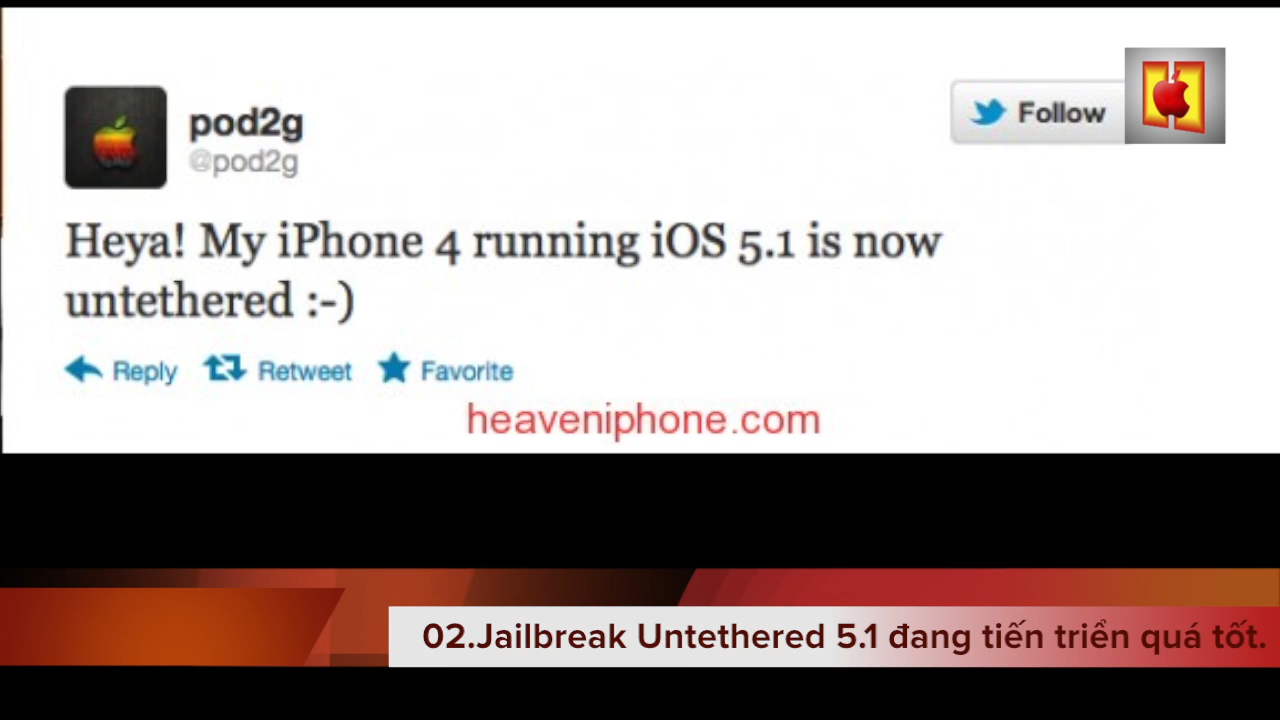 pod2g
@pod2g
Follow
Heya! My iPhone 4 running iOS 5.1 is now
untethered :-)
Reply Retweet Favorite
heaveniphone.com
02.Jailbreak Untethered 5.1 đang tiến triển quá tốt.